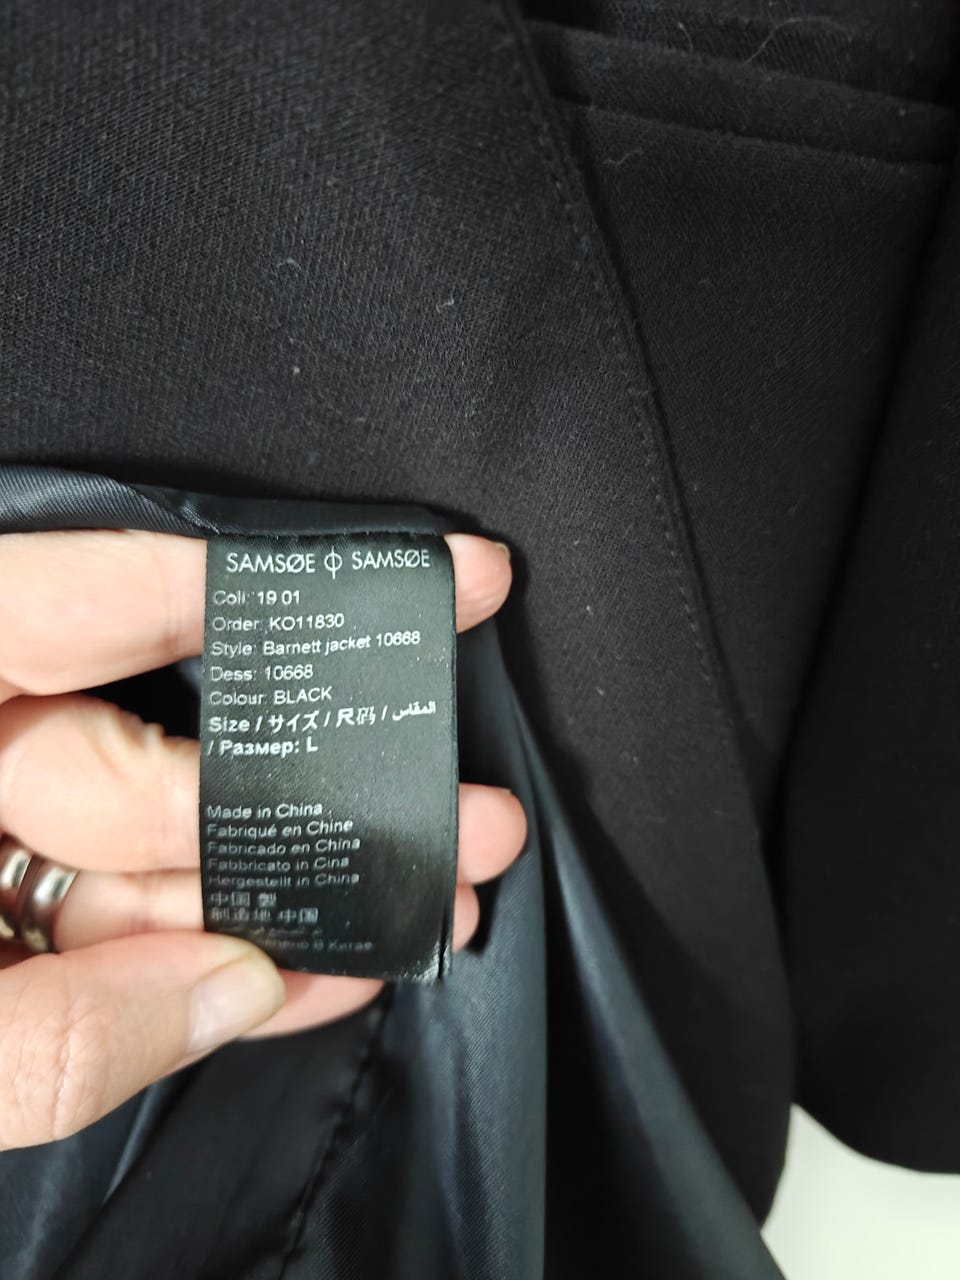 SAMSØE ϕ SAMSØE
Coll: 19 01
Order: KO11830
Style: Barnett jacket 10668
Dess: 10668
Colour: BLACK
Size / サイズ / 尺码 / المقاس
/ Размер: L
Made in China
Fabriqué en Chine
Fabricado en China
Fabbricato in Cina
Hergestellt in China
中国 製
制造地 中国
в Китае